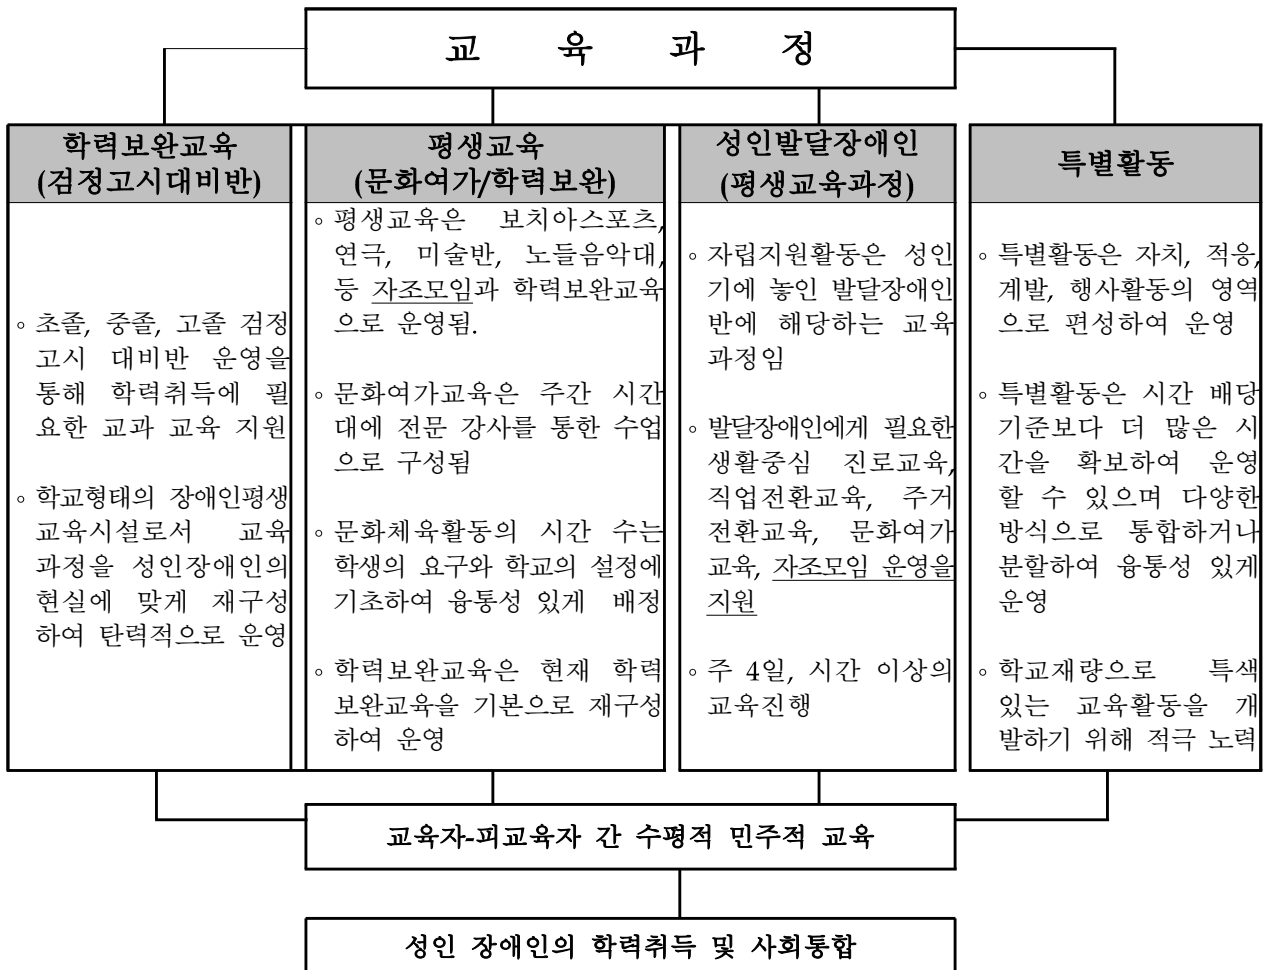 교 육 과 정
학력보완교육
(검정고시대비반)
◦ 초졸, 중졸, 고졸 검정
고시 대비반 운영을
통해 학력취득에 필
요한 교과 교육 지원
◦ 학교형태의 장애인평생
교육시설로서 교육
과정을 성인장애인의
현실에 맞게 재구성
하여 탄력적으로 운영
평생교육
(문화여가/학력보완)
◦ 평생교육은 보치아스포츠,
연극, 미술반, 노들음악대,
등 자조모임과 학력보완교육
으로 운영됨.
◦ 문화여가교육은 주간 시간
대에 전문 강사를 통한 수업
으로 구성됨
◦ 문화체육활동의 시간 수는
학생의 요구와 학교의 설정에
기초하여 융통성 있게 배정
◦ 학력보완교육은 현재 학력
보완교육을 기본으로 재구성
하여 운영
성인발달장애인
(평생교육과정)
◦ 자립지원활동은 성인
기에 놓인 발달장애인
반에 해당하는 교육
과정임
◦ 발달장애인에게 필요한
생활중심 진로교육,
직업전환교육, 주거
전환교육, 문화여가
교육, 자조모임 운영을
지원
◦ 주 4일, 시간 이상의
교육진행
특별활동
◦ 특별활동은 자치, 적응,
계발, 행사활동의 영역
으로 편성하여 운영
◦ 특별활동은 시간 배당
기준보다 더 많은 시
간을 확보하여 운영
할 수 있으며 다양한
방식으로 통합하거나
분할하여 융통성 있게
운영
◦ 학교재량으로 특색
있는 교육활동을 개
발하기 위해 적극 노력
교육자-피교육자 간 수평적 민주적 교육
성인 장애인의 학력취득 및 사회통합